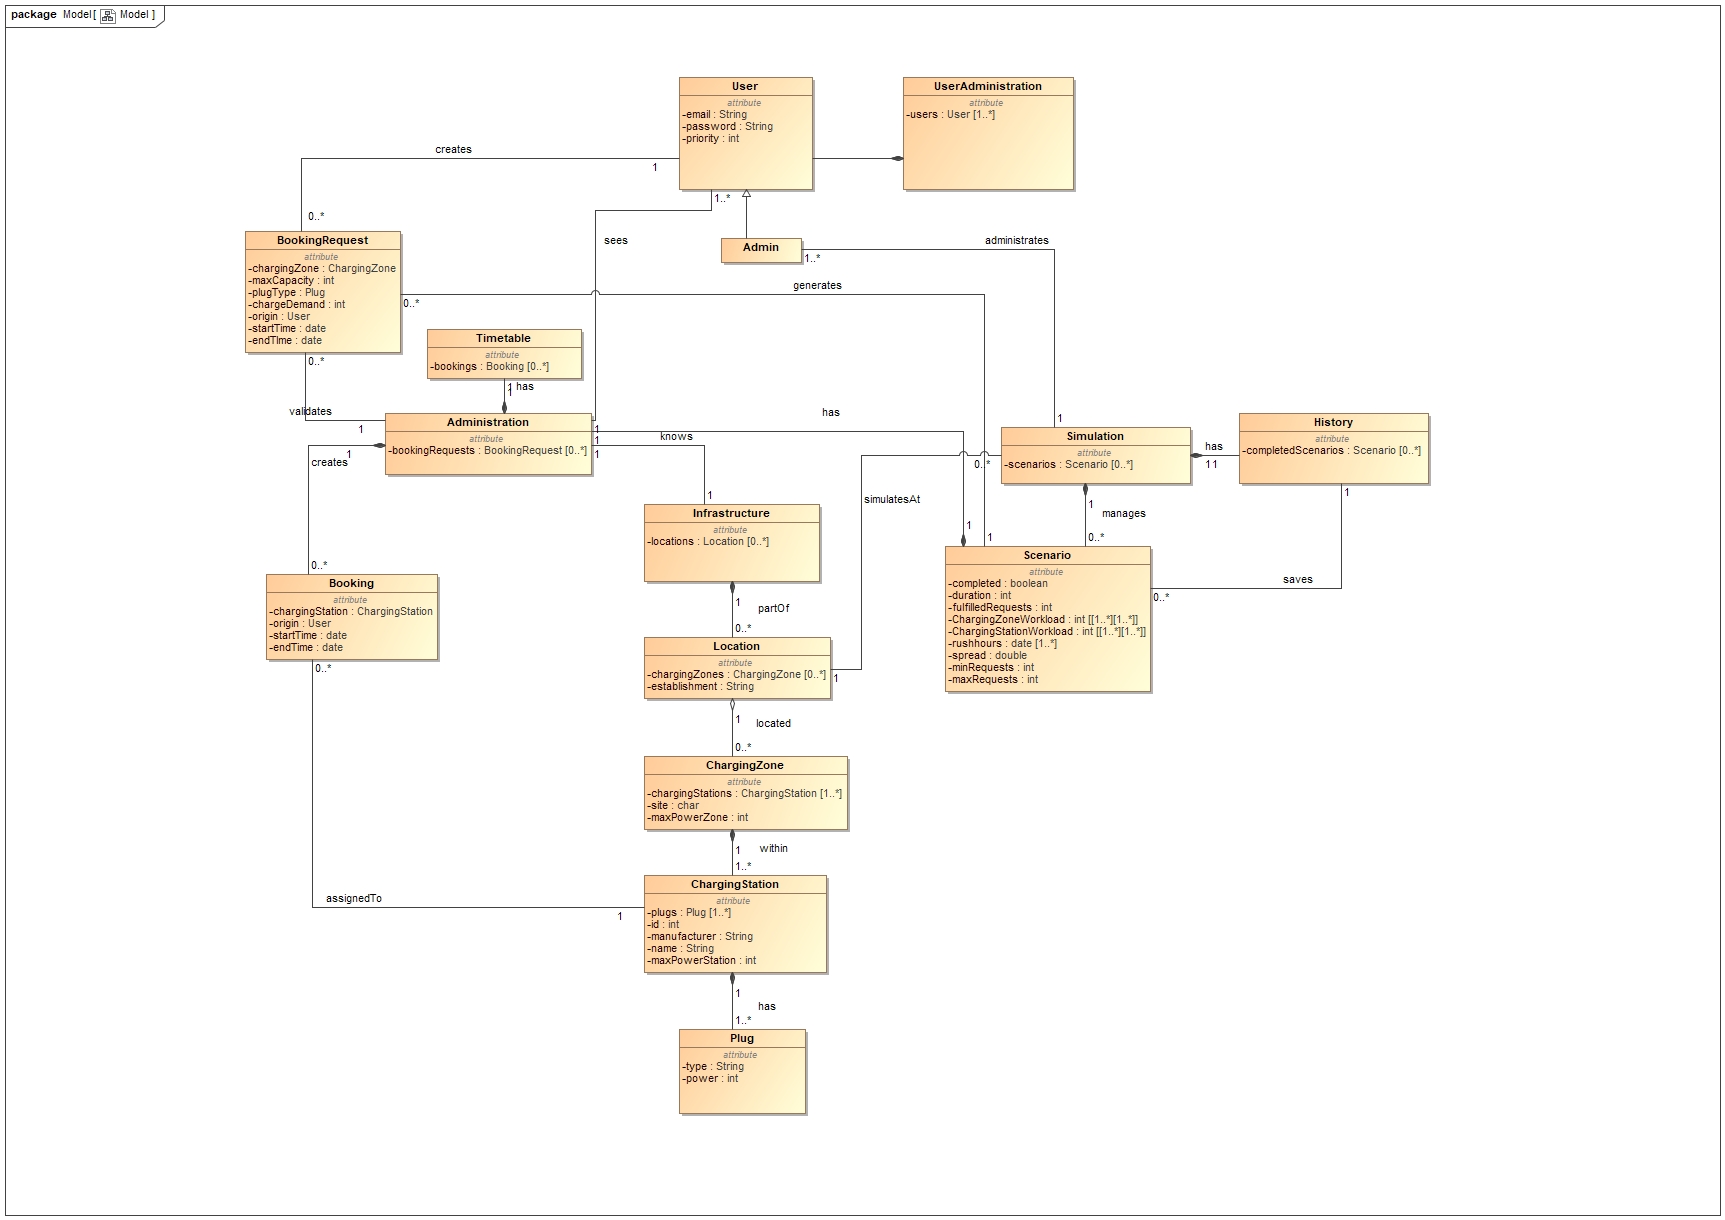 package Model[ Model ]
User
attribute
-email : String
-password : String
-priority : int
UserAdministration
attribute
-users : User [1..*]
creates
1
0..*
1..*
sees
Admin
1..*
administrates
BookingRequest
attribute
-chargingZone : ChargingZone
-maxCapacity : int
-plugType : Plug
-chargeDemand : int
-origin : User
-startTime : date
-endTIme : date
0..*
generates
0..*
Timetable
attribute
-bookings : Booking [0..*]
1
has
1
validates
1
Administration
attribute
-bookingRequests : BookingRequest [0..*]
1
1
1
has
knows
creates
1
0..*
1
1
Simulation
attribute
-scenarios : Scenario [0..*]
0..*
has
11
History
attribute
-completedScenarios : Scenario [0..*]
1
simulatesAt
1
manages
0..*
1
1
Infrastructure
attribute
-locations : Location [0..*]
1
partOf
0..*
Scenario
attribute
-completed : boolean
-duration : int
-fulfilledRequests : int
-ChargingZoneWorkload : int [[1..*][1..*]]
-ChargingStationWorkload : int [[1..*][1..*]]
-rushhours : date [1..*]
-spread : double
-minRequests : int
-maxRequests : int
saves
0..*
Booking
attribute
-chargingStation : ChargingStation
-origin : User
-startTime : date
-endTime : date
0..*
Location
attribute
-chargingZones : ChargingZone [0..*]
-establishment : String
1
1
located
0..*
ChargingZone
attribute
-chargingStations : ChargingStation [1..*]
-site : char
-maxPowerZone : int
1
within
1..*
assignedTo
1
ChargingStation
attribute
-plugs : Plug [1..*]
-id : int
-manufacturer : String
-name : String
-maxPowerStation : int
1
has
1..*
Plug
attribute
-type : String
-power : int